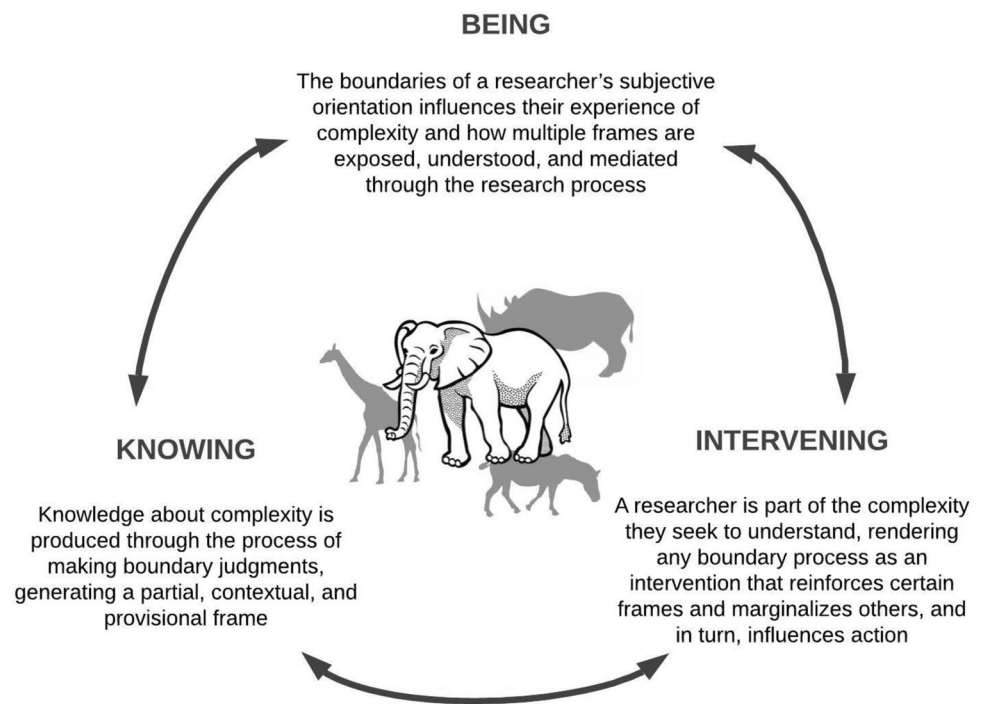 BEING
The boundaries of a researcher's subjective
orientation influences their experience of
complexity and how multiple frames are
exposed, understood, and mediated
through the research process
KNOWING
Knowledge about complexity is
produced through the process of
making boundary judgments,
generating a partial, contextual, and
provisional frame
INTERVENING
A researcher is part of the complexity
they seek to understand, rendering
any boundary process as an
intervention that reinforces certain
frames and marginalizes others, and
in turn, influences action